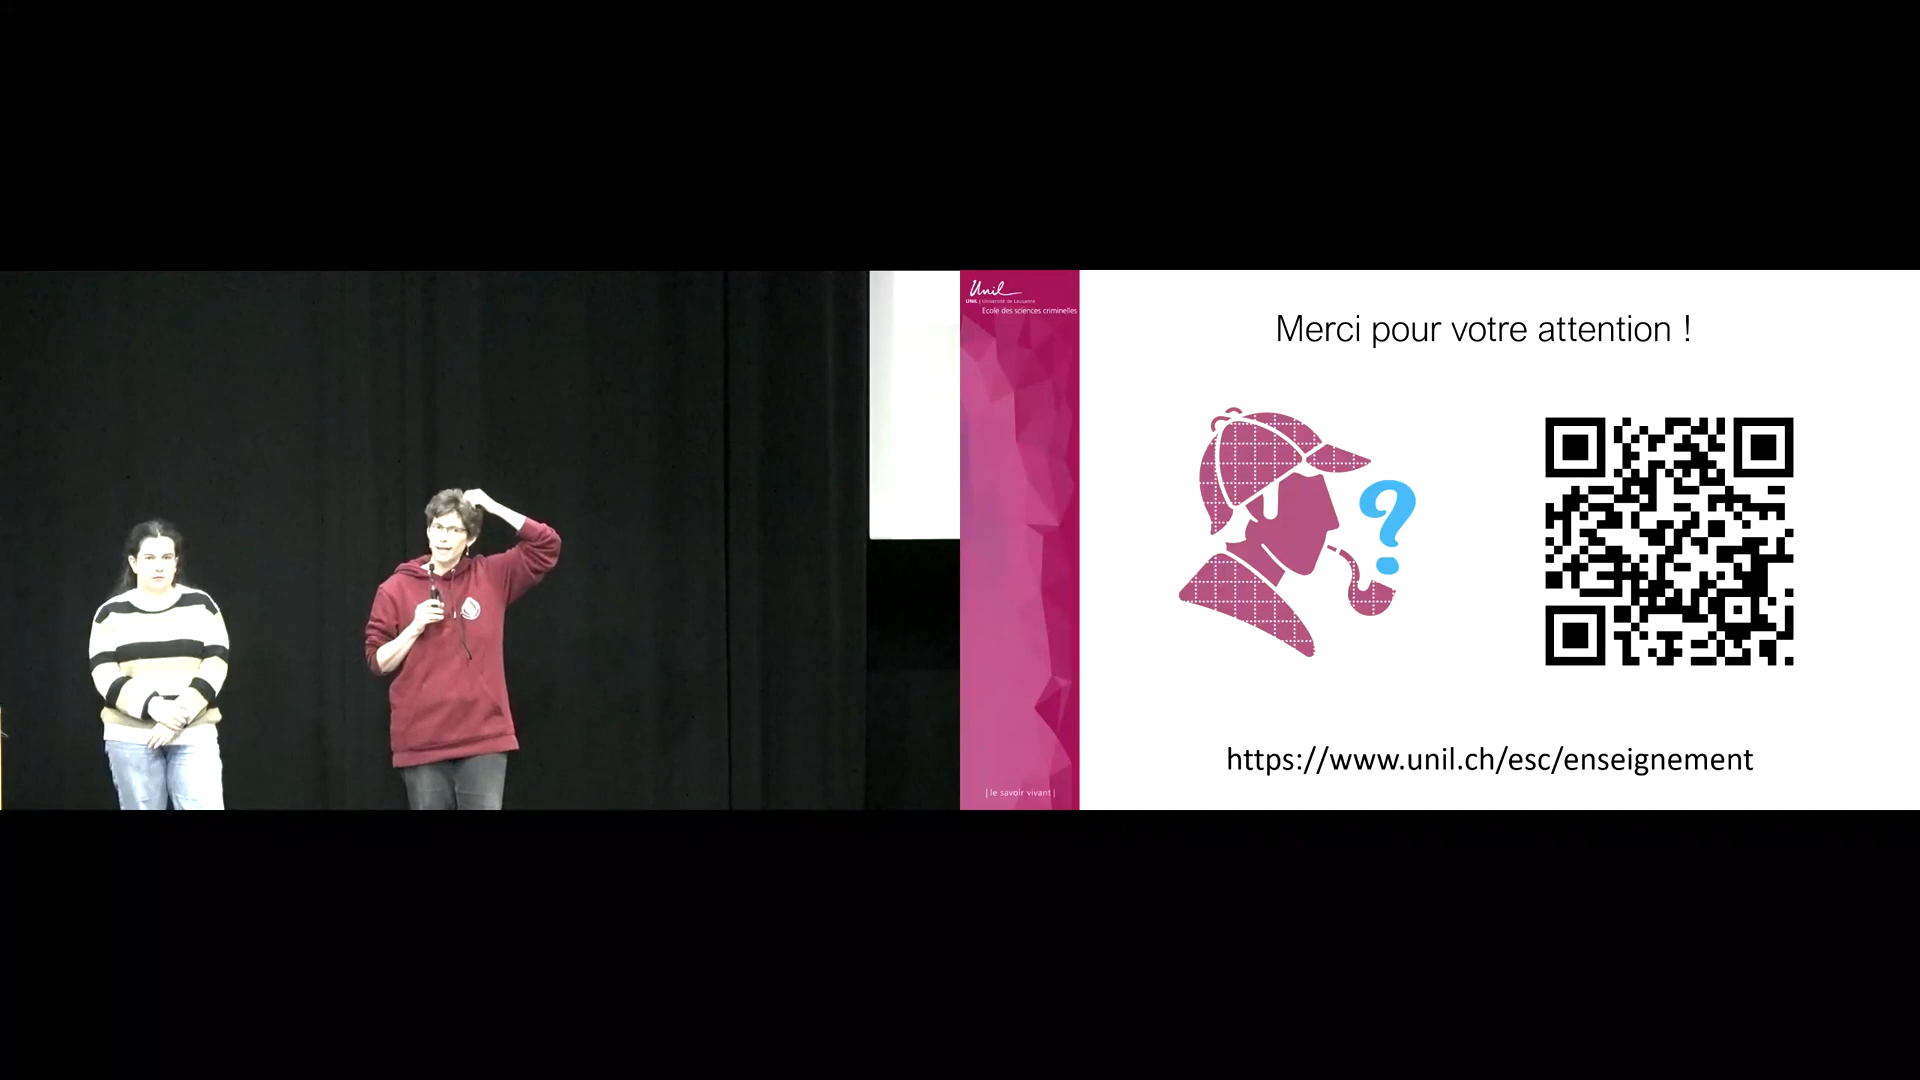 Unil
UNIL | Université de Lausanne
Ecole des sciences criminelles
Merci pour votre attention !
https://www.unil.ch/esc/enseignement
| le savoir vivant |